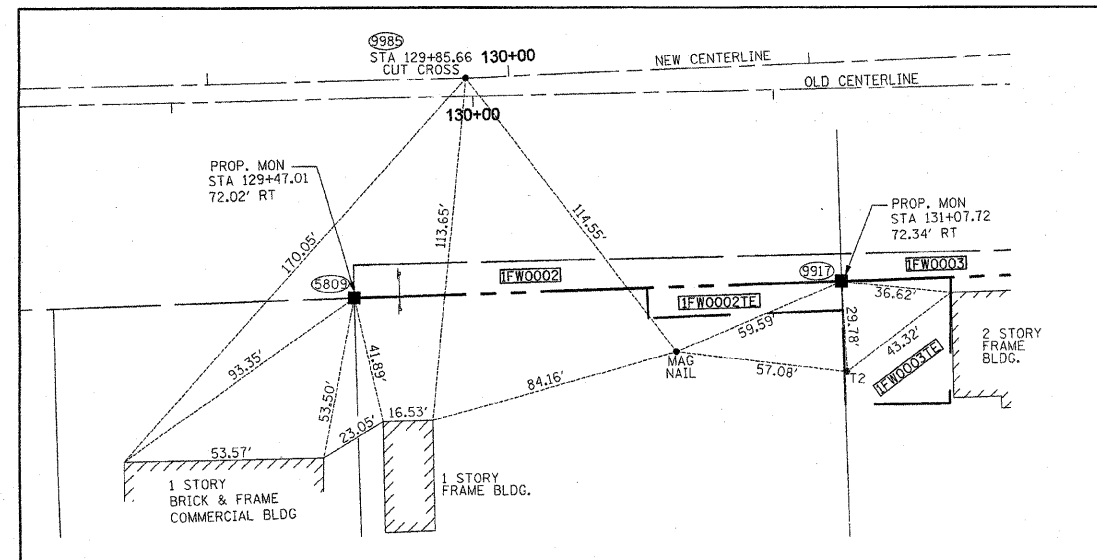 9985
STA 129+85.66 130+00
CUT CROSS
NEW CENTERLINE
OLD CENTERLINE
130+00
PROP. MON
STA 129+47.01
72.02' RT
PROP. MON
STA 131+07.72
72.34' RT
170.05'
113.65'
114.55'
5809
1FW0002
9917
1FW0003
1FW0002TE
36.62'
59.59'
29.78'
43.32'
93.35'
41.89'
53.50'
MAG
NAIL
57.08'
T2
1FW0003TE
2 STORY
FRAME
BLDG.
84.16'
16.53'
23.05'
53.57'
1 STORY
BRICK & FRAME
COMMERCIAL BLDG
1 STORY
FRAME BLDG.